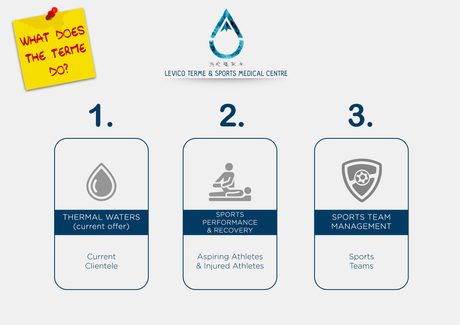 WHAT DOES
THE TERME
DO?
LEVICO TERME & SPORTS MEDICAL CENTRE
1.
2.
3.
THERMAL WATERS
(current offer)
SPORTS
PERFORMANCE
& RECOVERY
SPORTS TEAM
MANAGEMENT
Current
Clientele
Aspiring Athletes
& Injured Athletes
Sports
Teams